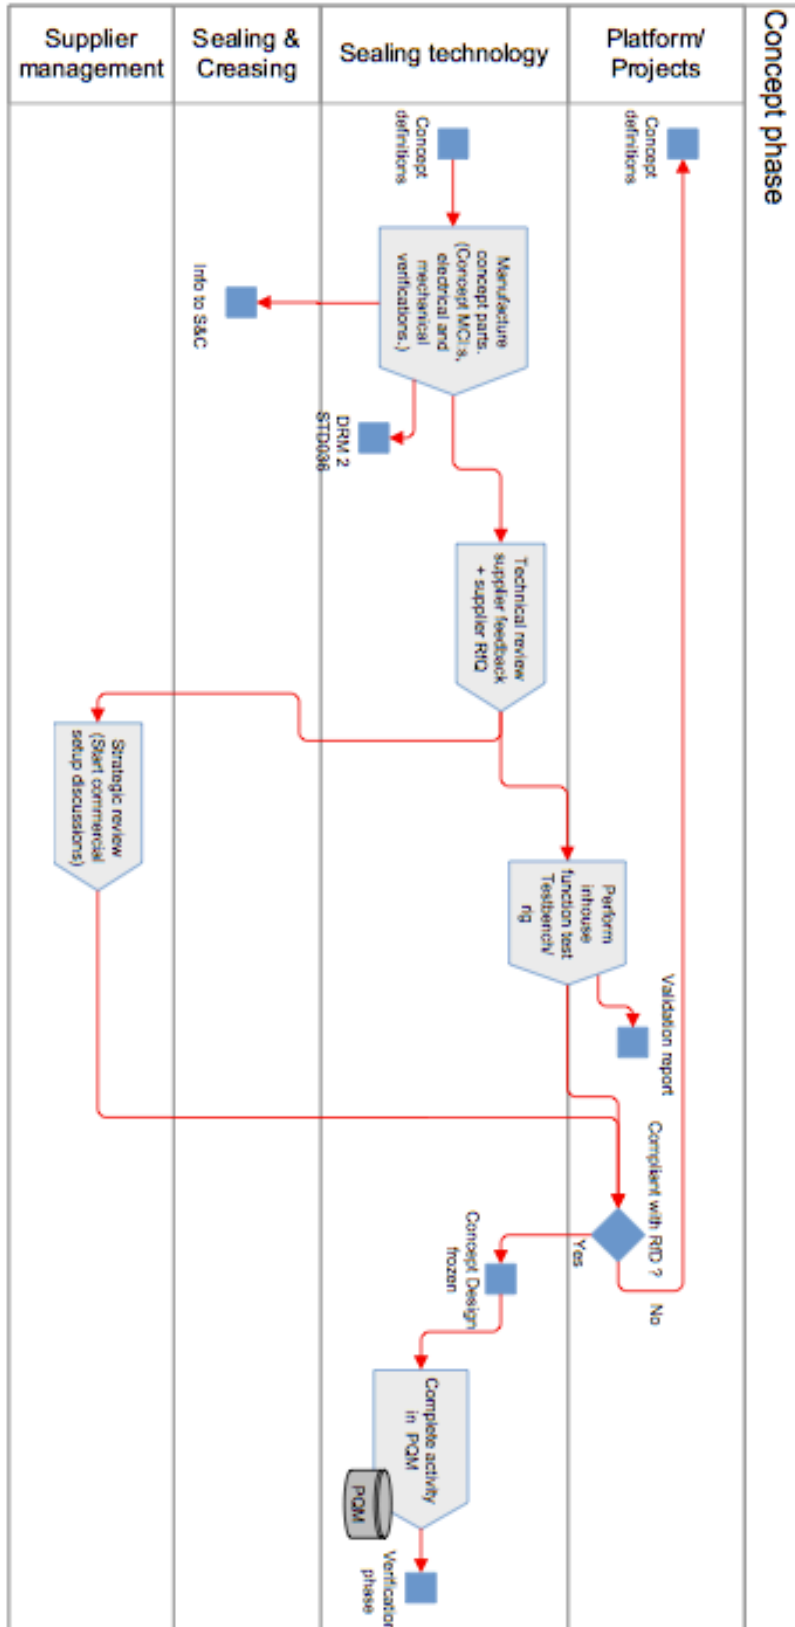 Concept phase
Supplier
management
Sealing &
Creasing
Sealing technology
Platform/
Projects
Concept
definitions
Concept
definitions
Manufacture
concept parts.
(Concept MCI:s,
electrical and
mechanical
verifications.)
Info to S&C
DRM 2
STD036
Technical review
supplier feedback
+ supplier RfQ
Strategic review
(Start commercial
setup discussions)
Perform
inhouse
function test
Testbench/
rig
Validation report
Compliant with RfD ?
No
Yes
Concept Design
frozen
Complete activity
in PQM
PQM
Verification
phase